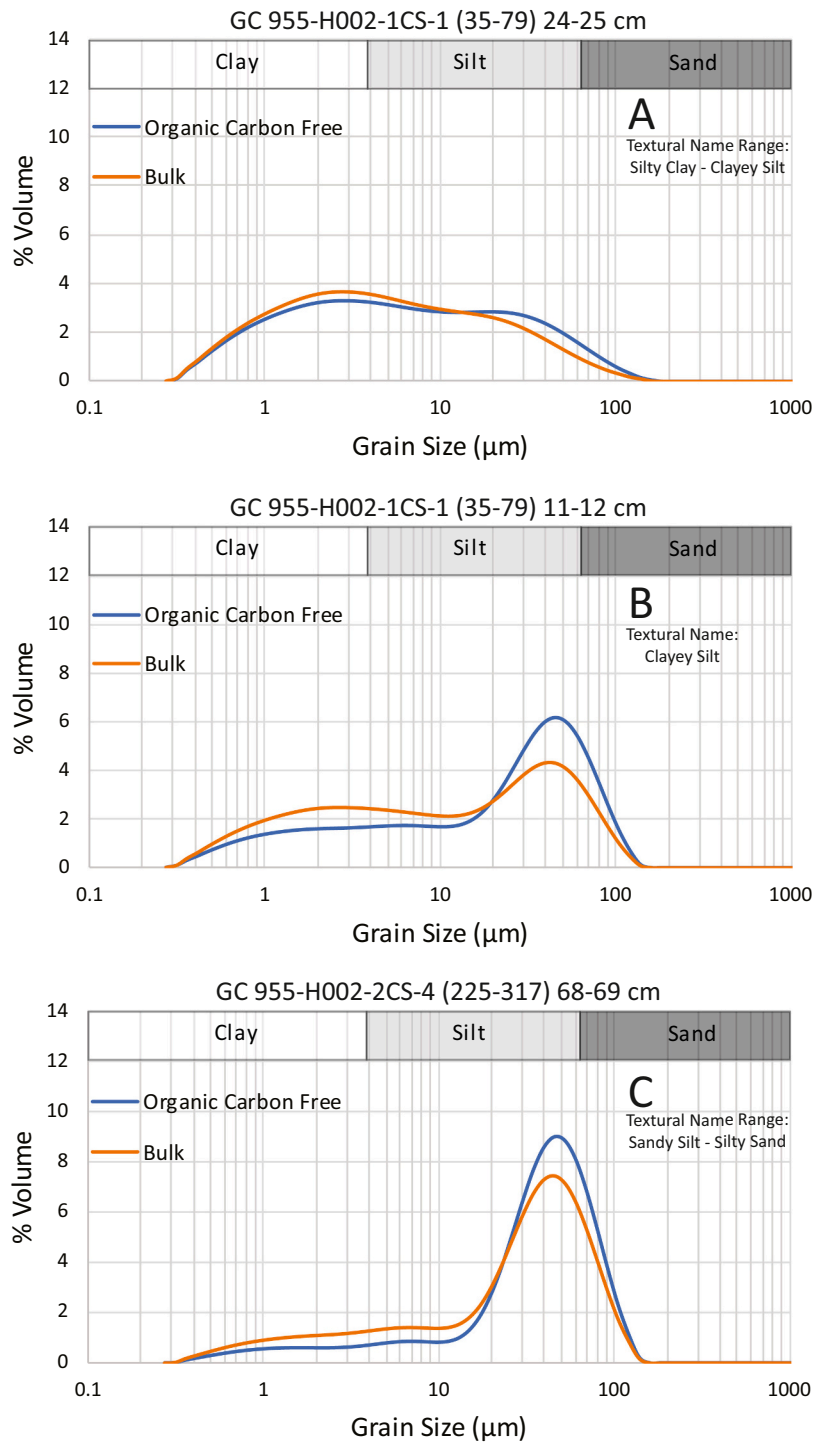 GC 955-H002-1CS-1 (35-79) 24-25 cm
14
12
10
8
6
4
2
0
% Volume
Clay
Silt
Sand
Organic Carbon Free
Bulk
A
Textural Name Range:
Silty Clay - Clayey Silt
0.1
1
10
100
1000
Grain Size (µm)
GC 955-H002-1CS-1 (35-79) 11-12 cm
14
12
10
8
6
4
2
0
% Volume
Clay
Silt
Sand
Organic Carbon Free
Bulk
B
Textural Name:
Clayey Silt
0.1
1
10
100
1000
Grain Size (µm)
GC 955-H002-2CS-4 (225-317) 68-69 cm
14
12
10
8
6
4
2
0
% Volume
Clay
Silt
Sand
Organic Carbon Free
Bulk
C
Textural Name Range:
Sandy Silt - Silty Sand
0.1
1
10
100
1000
Grain Size (µm)